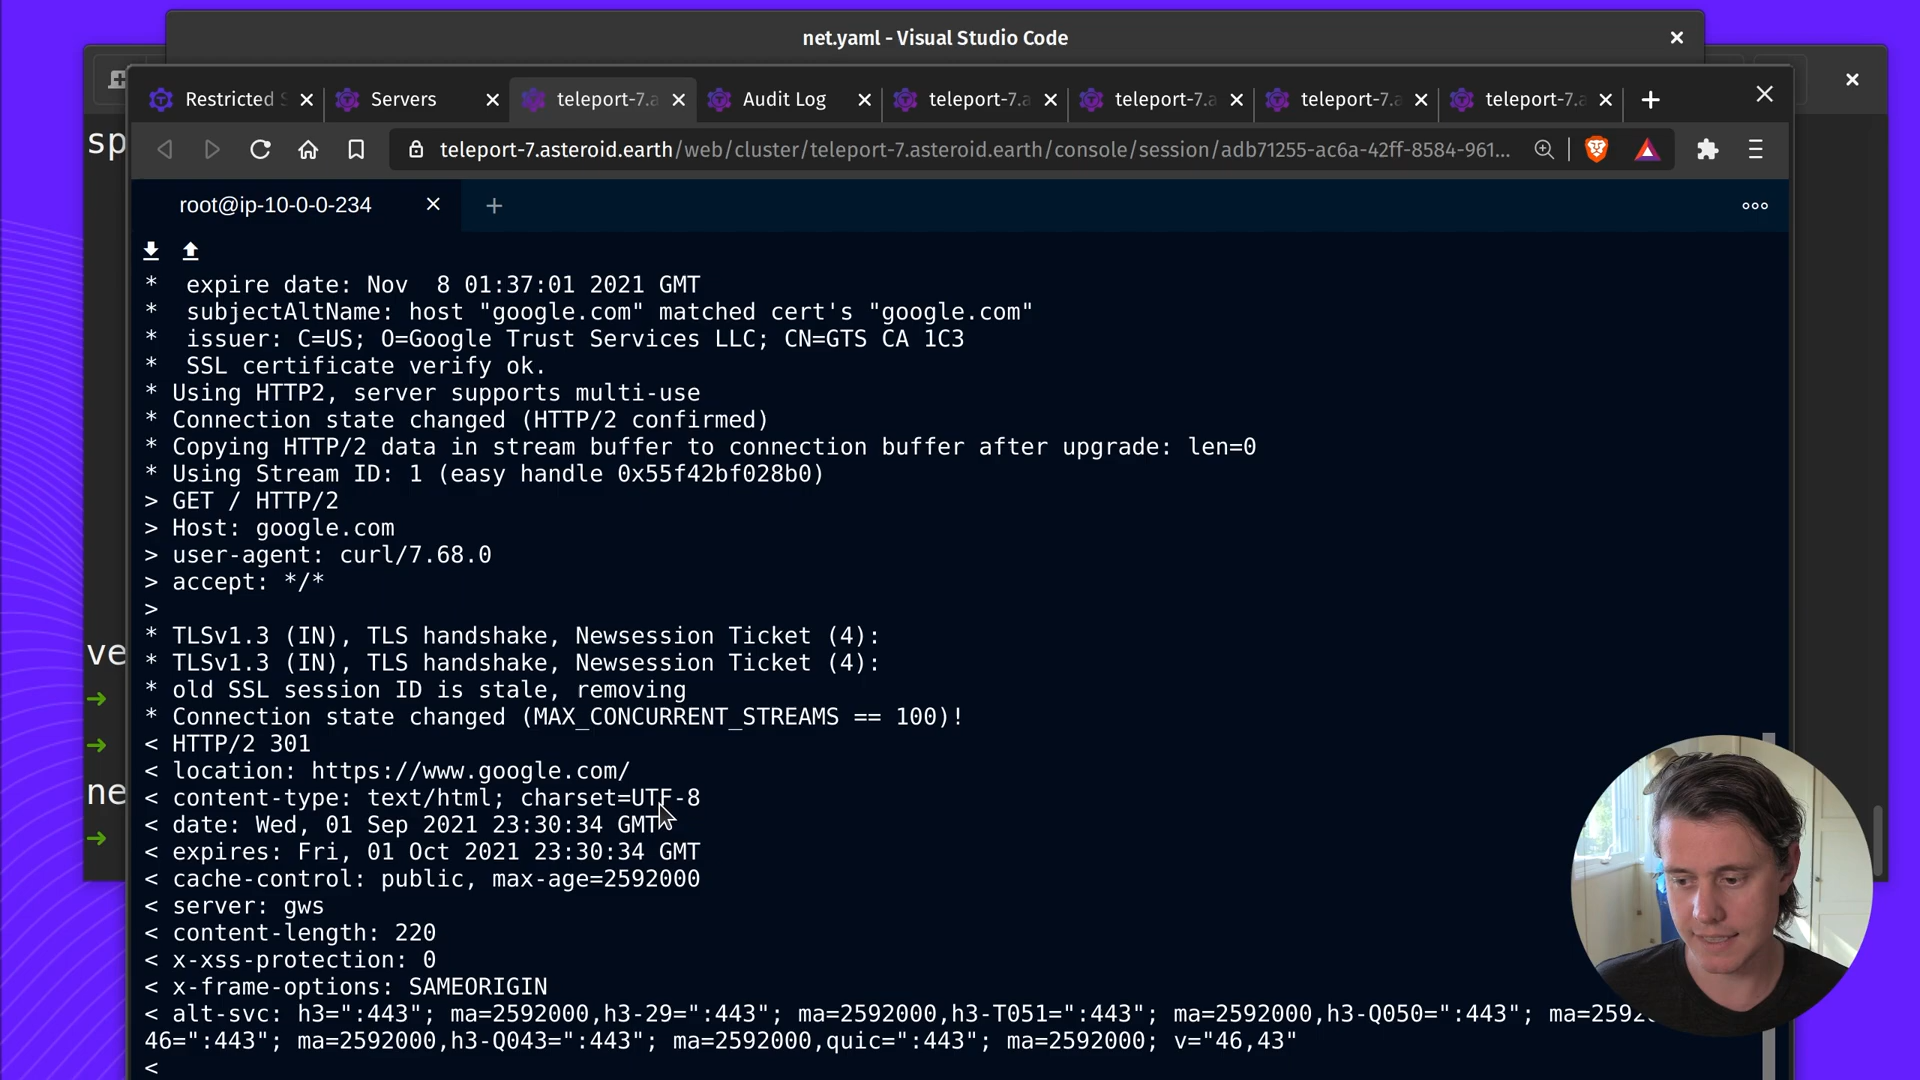 net.yaml - Visual Studio Code
Restricted
Servers
teleport-7.a
Audit Log
teleport-7.a
teleport-7.a
teleport-7.a
teleport-7.a
teleport-7.asteroid.earth/web/cluster/teleport-7.asteroid.earth/console/session/adb71255-ac6a-42ff-8584-961...
sp
root@ip-10-0-0-234
*  expire date: Nov  8 01:37:01 2021 GMT
*  subjectAltName: host "google.com" matched cert's "google.com"
*  issuer: C=US; O=Google Trust Services LLC; CN=GTS CA 1C3
*  SSL certificate verify ok.
* Using HTTP2, server supports multi-use
* Connection state changed (HTTP/2 confirmed)
* Copying HTTP/2 data in stream buffer to connection buffer after upgrade: len=0
* Using Stream ID: 1 (easy handle 0x55f42bf028b0)
> GET / HTTP/2
> Host: google.com
> user-agent: curl/7.68.0
> accept: */*
>
* TLSv1.3 (IN), TLS handshake, Newsession Ticket (4):
ve
* TLSv1.3 (IN), TLS handshake, Newsession Ticket (4):
* old SSL session ID is stale, removing
* Connection state changed (MAX_CONCURRENT_STREAMS == 100)!
< HTTP/2 301
< location: https://www.google.com/
ne
< content-type: text/html; charset=UTF-8
< date: Wed, 01 Sep 2021 23:30:34 GMT
< expires: Fri, 01 Oct 2021 23:30:34 GMT
< cache-control: public, max-age=2592000
< server: gws
< content-length: 220
< x-xss-protection: 0
< x-frame-options: SAMEORIGIN
< alt-svc: h3=":443"; ma=2592000,h3-29=":443"; ma=2592000,h3-T051=":443"; ma=2592000,h3-Q050=":443"; ma=2592
46=":443"; ma=2592000,h3-Q043=":443"; ma=2592000,quic=":443"; ma=2592000; v="46,43"
<